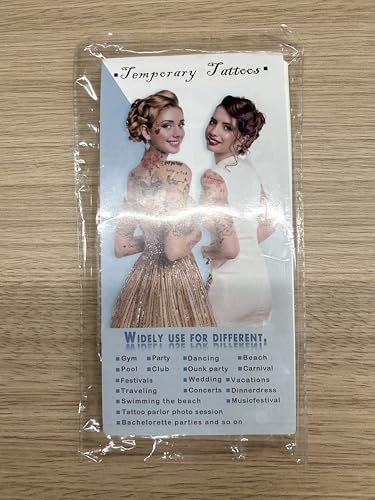 Temporary Tattoos
WIDELY USE FOR DIFFERENT,
Gym Party Dancing Beach
Pool Club Ounk party Carnival
Festivals Wedding Vacations
Traveling Concerts Dinnerdress
Swimming the beach Musicfestival
Tattoo parlor photo session
Bachelorette parties and so on